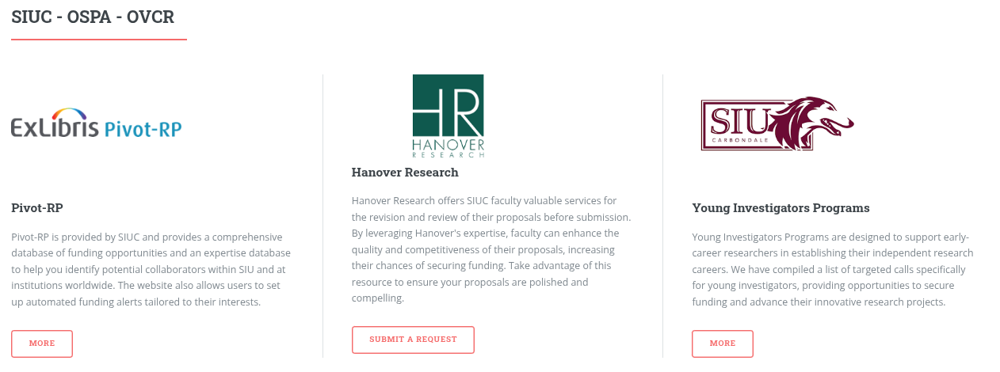 SIUC - OSPA - OVCR
ExLibris Pivot-RP
Pivot-RP
Pivot-RP is provided by SIUC and provides a comprehensive
database of funding opportunities and an expertise database
to help you identify potential collaborators within SIU and at
institutions worldwide. The website also allows users to set
up automated funding alerts tailored to their interests.
MORE
HR
HANOVER
RESEARCH
Hanover Research
Hanover Research offers SIUC faculty valuable services for
the revision and review of their proposals before submission.
By leveraging Hanover's expertise, faculty can enhance the
quality and competitiveness of their proposals, increasing
their chances of securing funding. Take advantage of this
resource to ensure your proposals are polished and
compelling.
SUBMIT A REQUEST
SIU
CARBONDALE
Young Investigators Programs
Young Investigators Programs are designed to support early-
career researchers in establishing their independent research
careers. We have compiled a list of targeted calls specifically
for young investigators, providing opportunities to secure
funding and advance their innovative research projects.
MORE